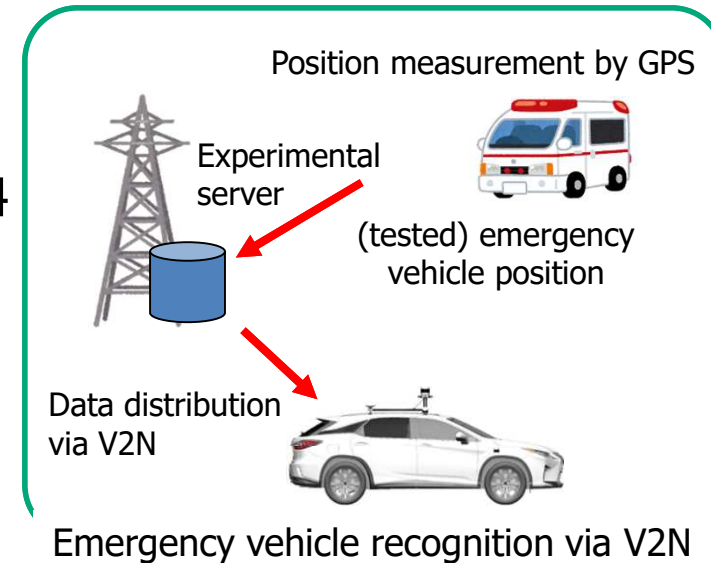 Position measurement by GPS
Experimental
server
4
(tested) emergency
vehicle position
Data distribution
via V2N
Emergency vehicle recognition via V2N